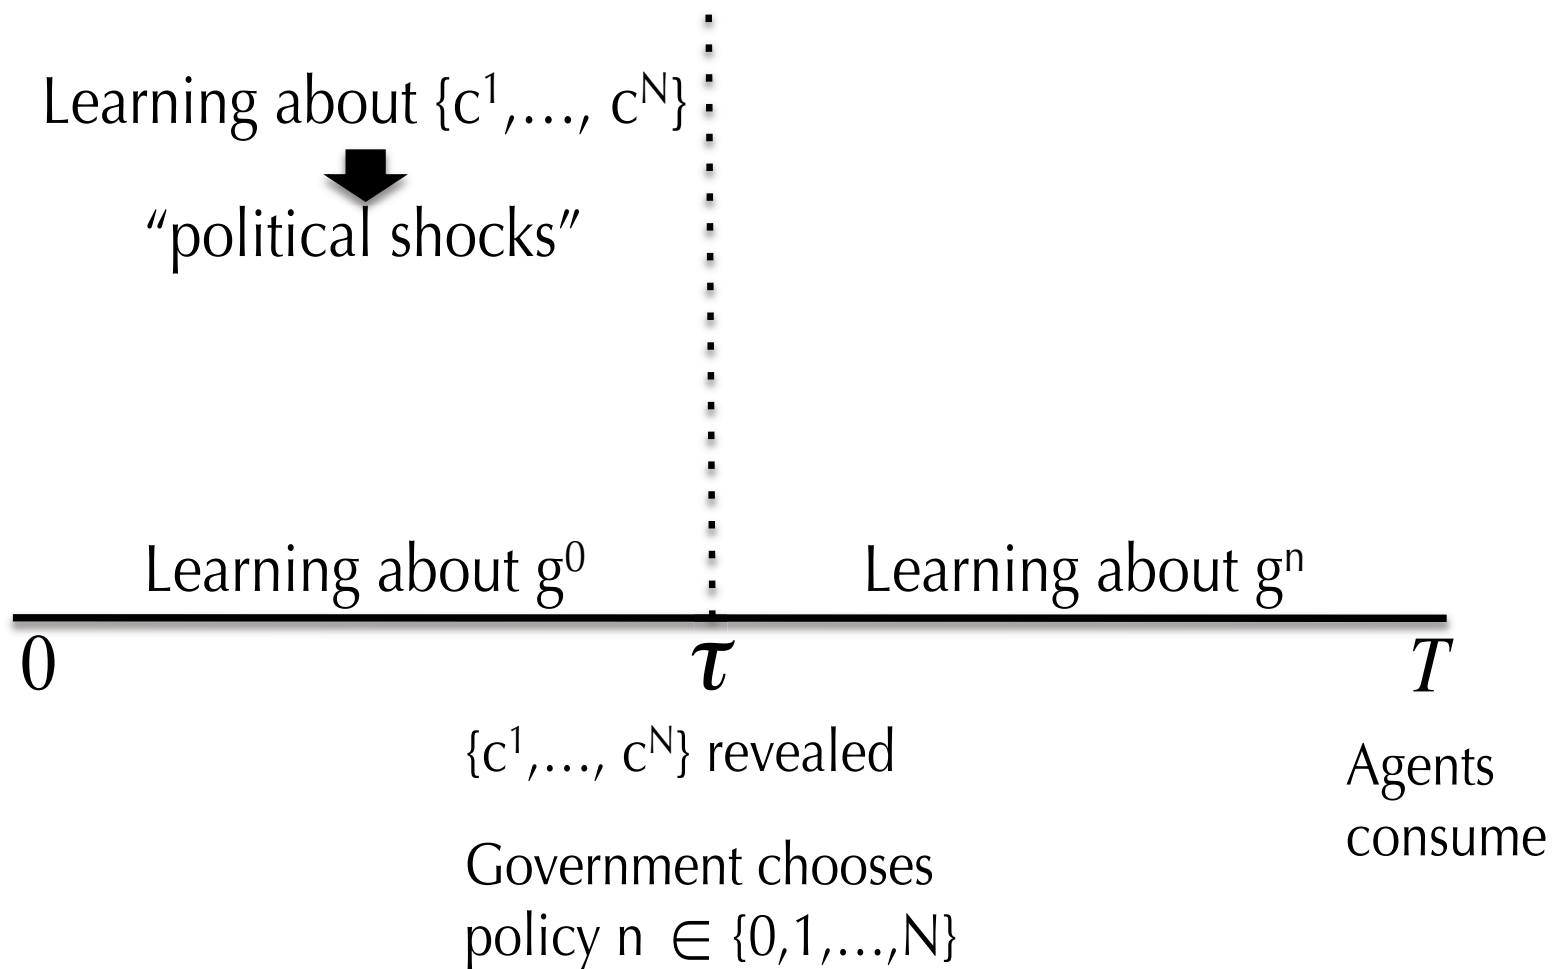 Learning about {c¹,…, cᴺ}
“political shocks”
Learning about g⁰
Learning about gⁿ
0
τ
T
{c¹,…, cᴺ} revealed
Agents
consume
Government chooses
policy n ∈ {0,1,…,N}